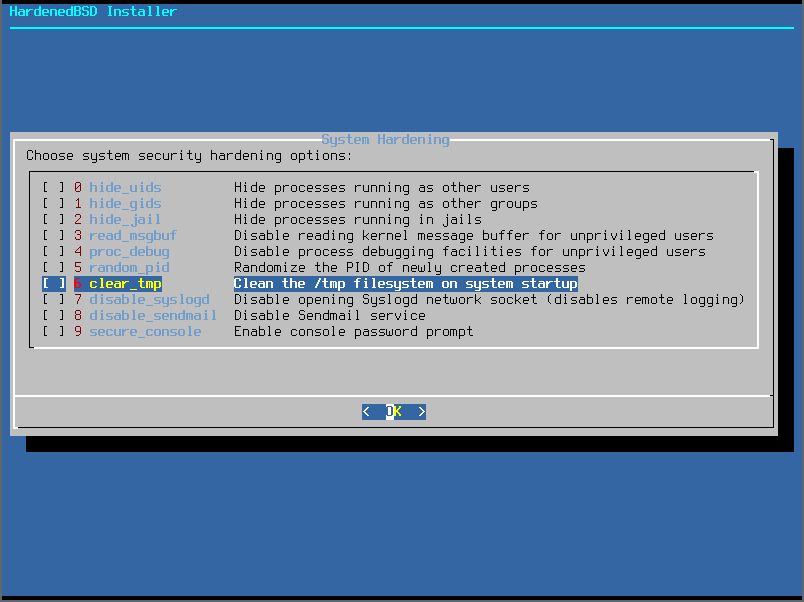 HardenedBSD Installer
System Hardening
Choose system security hardening options:
[ ] 0 hide_uids Hide processes running as other users
[ ] 1 hide_gids Hide processes running as other groups
[ ] 2 hide_jail Hide processes running in jails
[ ] 3 read_msgbuf Disable reading kernel message buffer for unprivileged users
[ ] 4 proc_debug Disable process debugging facilities for unprivileged users
[ ] 5 random_pid Randomize the PID of newly created processes
[ ] 6 clear_tmp Clean the /tmp filesystem on system startup
[ ] 7 disable_syslogd Disable opening Syslogd network socket (disables remote logging)
[ ] 8 disable_sendmail Disable Sendmail service
[ ] 9 secure_console Enable console password prompt
< OK >